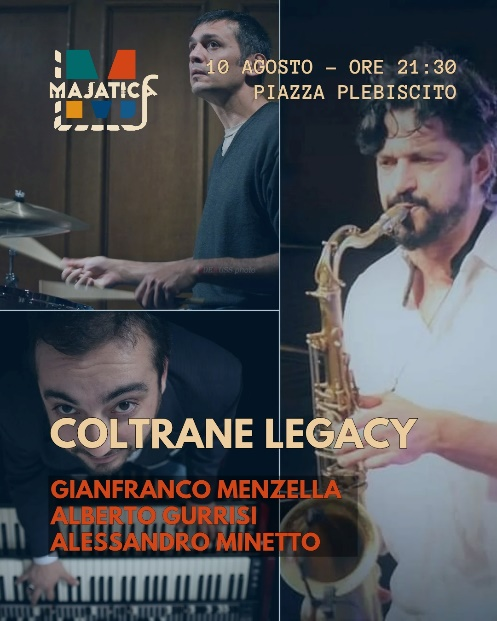 MAJATICA
10 AGOSTO – ORE 21:30
PIAZZA PLEBISCITO
COLTRANE LEGACY
GIANFRANCO MENZELLA
ALBERTO GURRISI
ALESSANDRO MINETTO